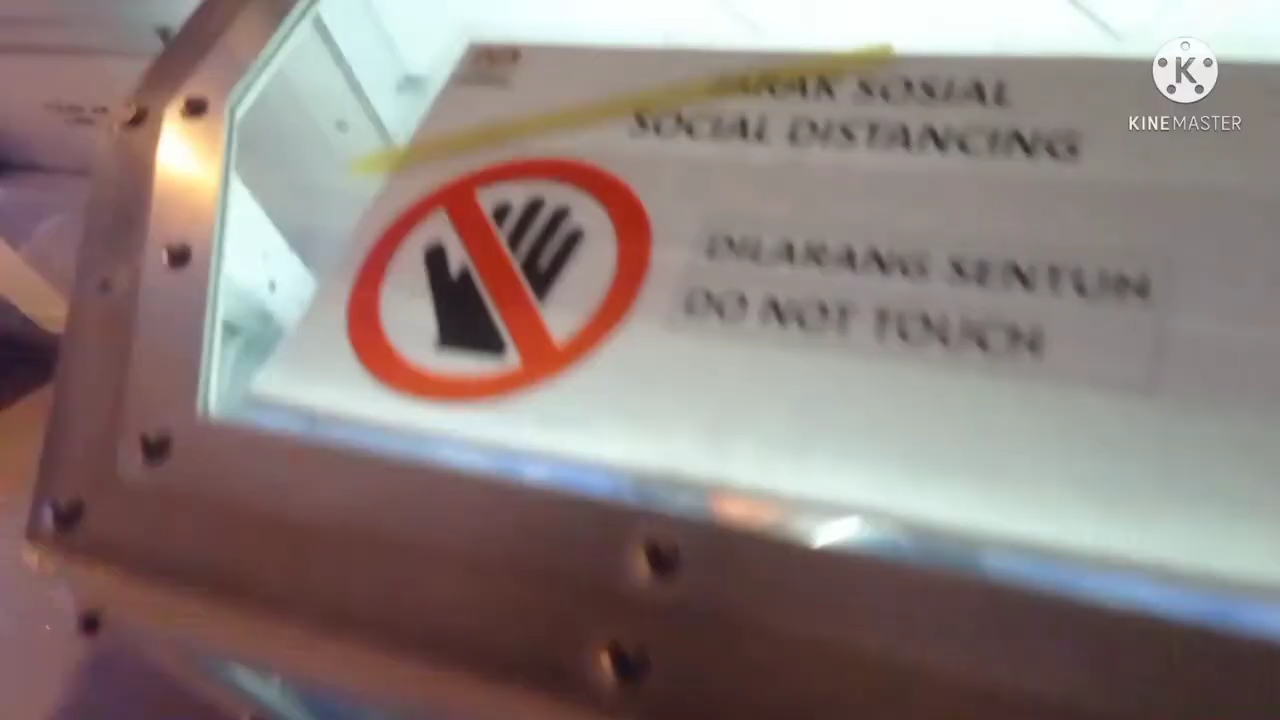 JARAK SOSIAL
SOCIAL DISTANCING
DILARANG SENTUH
DO NOT TOUCH
K
KINEMASTER